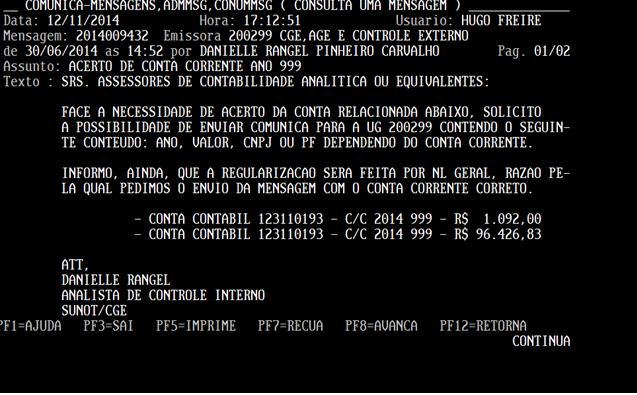 __ COMUNICA-MENSAGENS,ADMMSG,CONUMMSG ( CONSULTA UMA MENSAGEM ) ______________
Data: 12/11/2014 Hora: 17:12:51 Usuario: HUGO FREIRE
Mensagem: 2014009432 Emissora 200299 CGE,AGE E CONTROLE EXTERNO
de 30/06/2014 as 14:52 por DANIELLE RANGEL PINHEIRO CARVALHO Pag. 01/02
Assunto: ACERTO DE CONTA CORRENTE ANO 999
Texto : SRS. ASSESSORES DE CONTABILIDADE ANALITICA OU EQUIVALENTES:
FACE A NECESSIDADE DE ACERTO DA CONTA RELACIONADA ABAIXO, SOLICITO
A POSSIBILIDADE DE ENVIAR COMUNICA PARA A UG 200299 CONTENDO O SEGUIN-
TE CONTEUDO: ANO, VALOR, CNPJ OU PF DEPENDENDO DO CONTA CORRENTE.
INFORMO, AINDA, QUE A REGULARIZACAO SERA FEITA POR NL GERAL, RAZAO PE-
LA QUAL PEDIMOS O ENVIO DA MENSAGEM COM O CONTA CORRENTE CORRETO.
- CONTA CONTABIL 123110193 - C/C 2014 999 - R$ 1.092,00
- CONTA CONTABIL 123110193 - C/C 2014 999 - R$ 96.426,83
ATT,
DANIELLE RANGEL
ANALISTA DE CONTROLE INTERNO
SUNOT/CGE
PF1=AJUDA PF3=SAI PF5=IMPRIME PF7=RECUA PF8=AVANCA PF12=RETORNA
CONTINUA